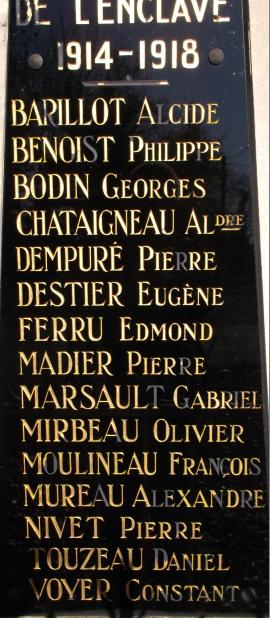 DE L'ENCLAVE
1914-1918
BARILLOT ALCIDE
BENOIST PHILIPPE
BODIN GEORGES
CHATAIGNEAU ALDRE
DEMPURÉ PIERRE
DESTIER EUGÈNE
FERRU EDMOND
MADIER PIERRE
MARSAULT GABRIEL
MIRBEAU OLIVIER
MOULINEAU FRANÇOIS
MUREAU ALEXANDRE
NIVET PIERRE
TOUZEAU DANIEL
VOYER CONSTANT